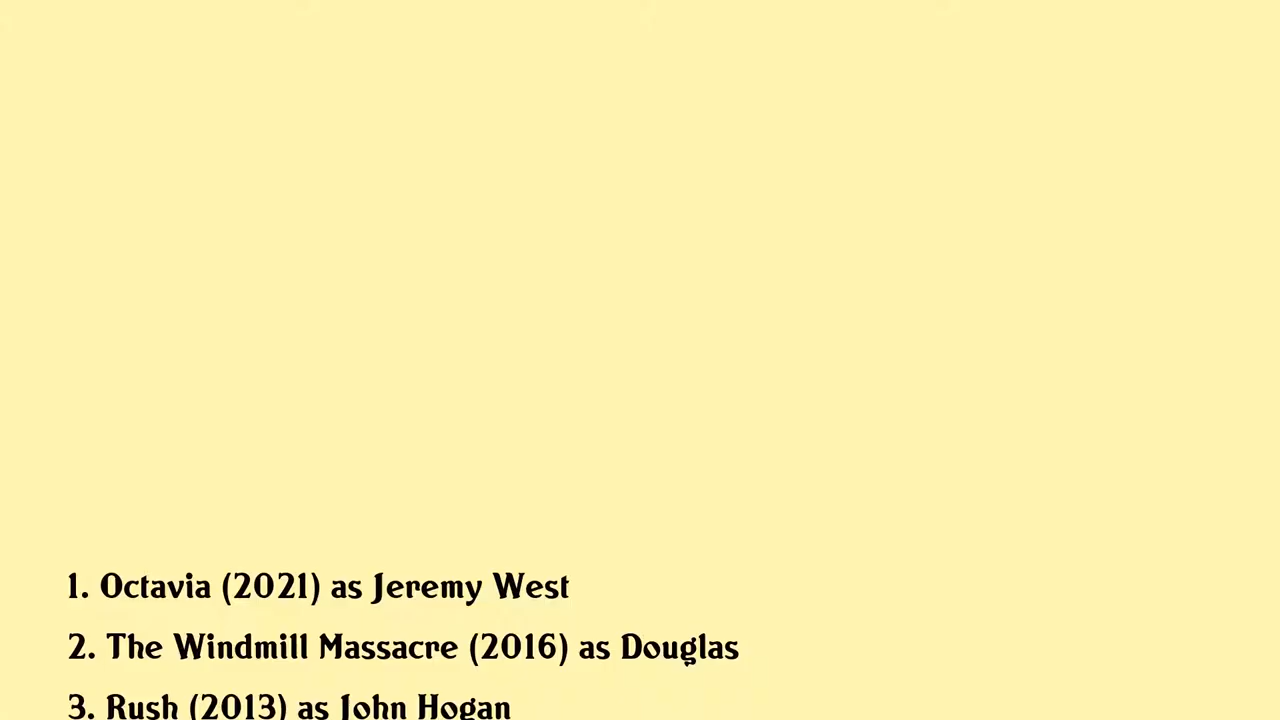 1. Octavia (2021) as Jeremy West
2. The Windmill Massacre (2016) as Douglas
3. Rush (2013) as John Hogan